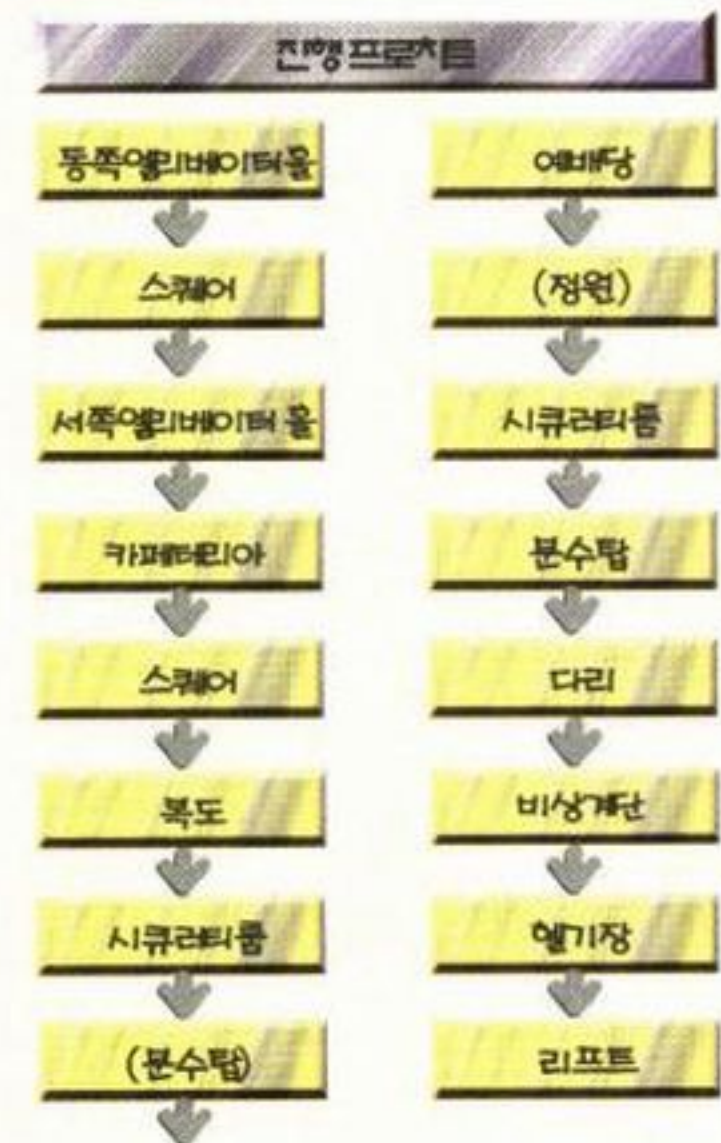 진행프로차트
동쪽엘리베이터홀
스퀘어
서쪽엘리베이터 홀
카페테리아
스퀘어
복도
시큐러티룸
(분수탑)
예배당
(정원)
시큐러티룸
분수탑
다리
비상계단
헬기장
리프트